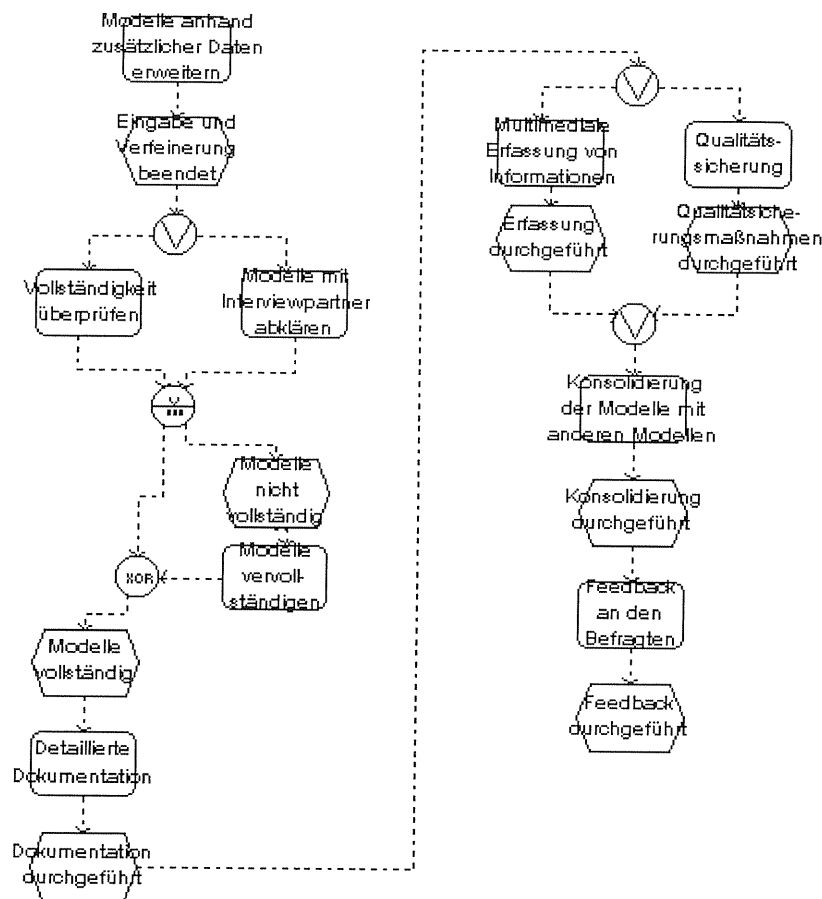 Modelle anhand
zusätzlicher Daten
erweitern
Eingabe und
Verfeinerung
beendet
Vollständigkeit
überprüfen
Modelle mit
Interviewpartner
abklären
Modelle
nicht
vollständig
XOR
Modelle
vervoll-
ständigen
Modelle
vollständig
Detaillierte
Dokumentation
Dokumentation
durchgeführt
Multimediale
Erfassung von
Informationen
Qualitäts-
sicherung
Erfassung
durchgeführt
Qualitätsiche-
rungsmaßnahmen
durchgeführt
Konsolidierung
der Modelle mit
anderen Modellen
Konsolidierung
durchgeführt
Feedback
an den
Befragten
Feedback
durchgeführt